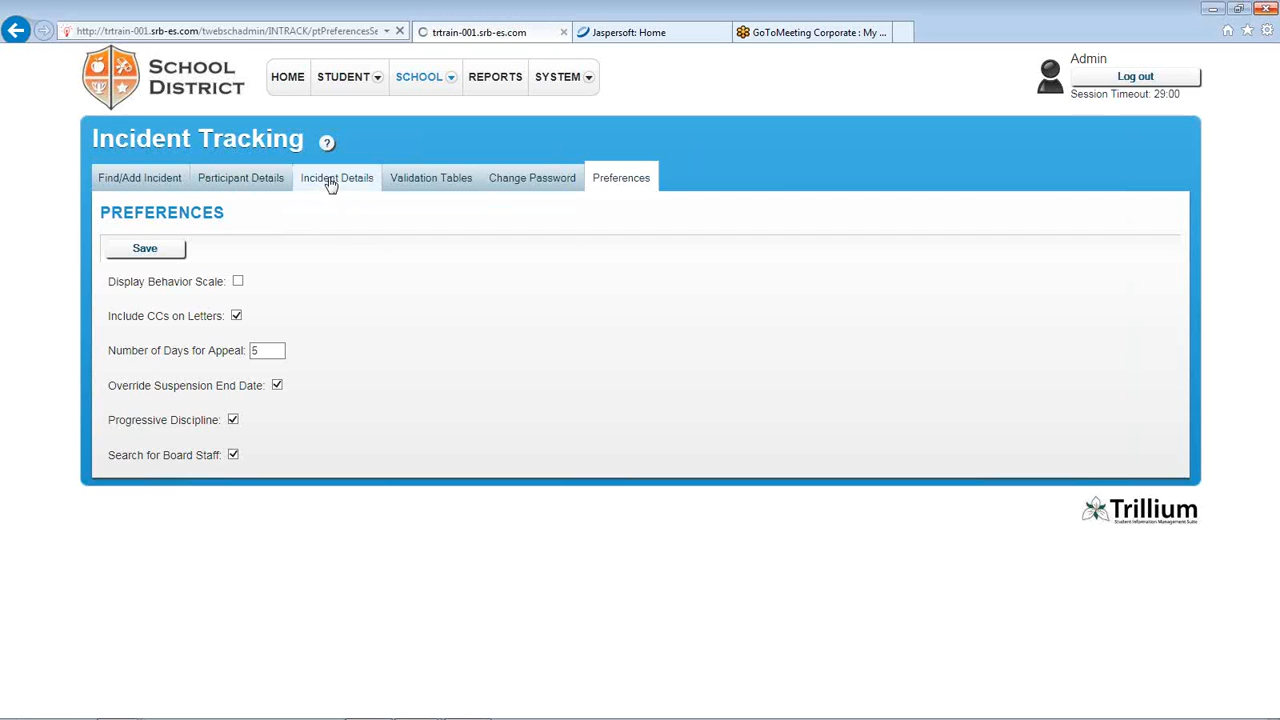 http://trtrain-001.srb-es.com/twebschadmin/INTRACK/ptPreferencesSe
trtrain-001.srb-es.com
Jaspersoft: Home
GoToMeeting Corporate : My ...
SCHOOL
DISTRICT
HOME
STUDENT
SCHOOL
REPORTS
SYSTEM
Admin
Log out
Session Timeout: 29:00
Incident Tracking ?
Find/Add Incident
Participant Details
Incident Details
Validation Tables
Change Password
Preferences
PREFERENCES
Save
Display Behavior Scale:
Include CCs on Letters:
Number of Days for Appeal: 5
Override Suspension End Date:
Progressive Discipline:
Search for Board Staff:
Trillium
Student Information Management Suite